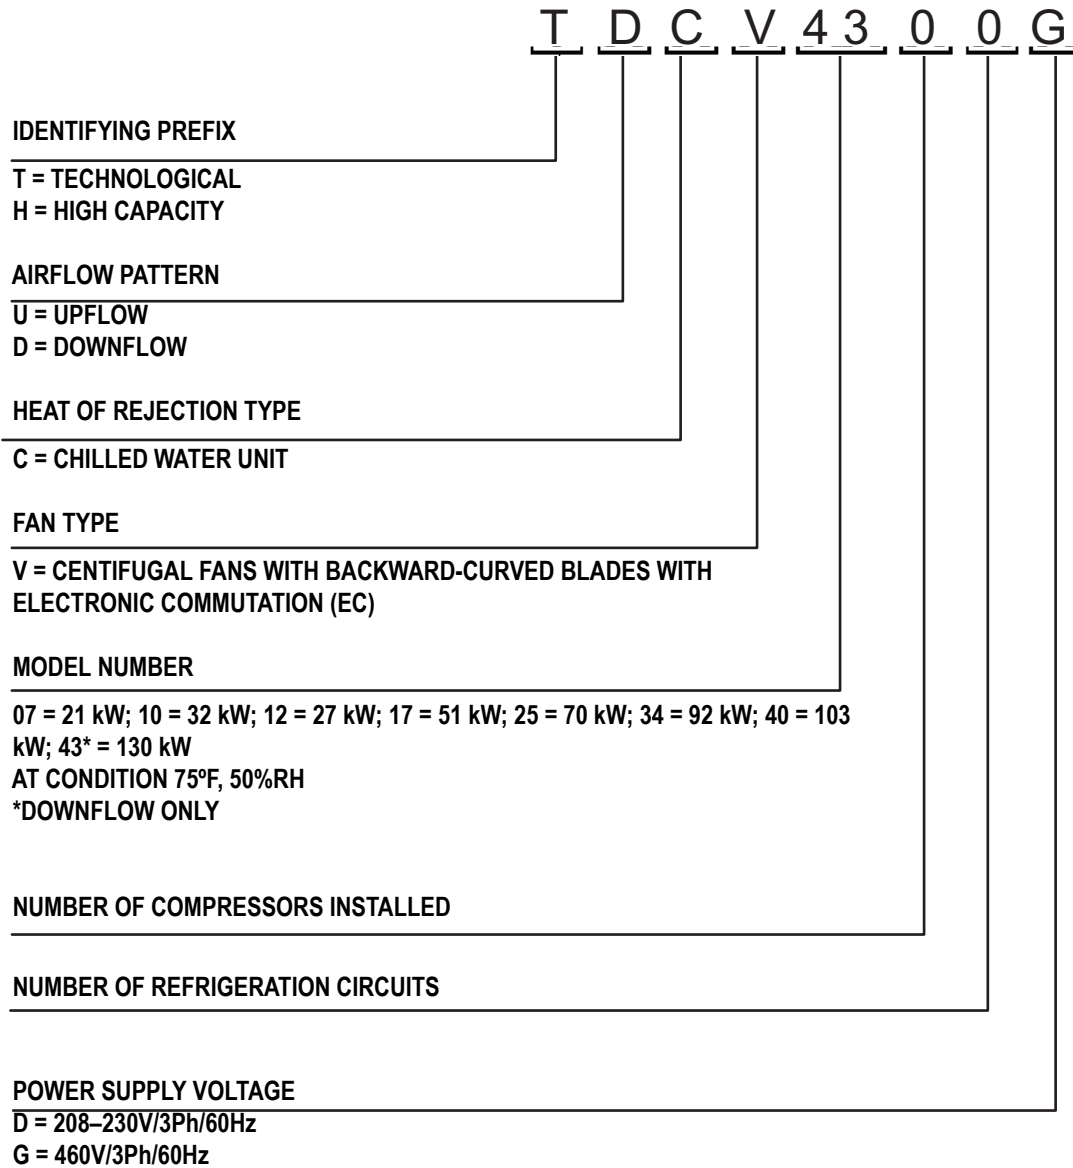 T D C V 4 3 0 0 G
IDENTIFYING PREFIX
T = TECHNOLOGICAL
H = HIGH CAPACITY
AIRFLOW PATTERN
U = UPFLOW
D = DOWNFLOW
HEAT OF REJECTION TYPE
C = CHILLED WATER UNIT
FAN TYPE
V = CENTIFUGAL FANS WITH BACKWARD-CURVED BLADES WITH
ELECTRONIC COMMUTATION (EC)
MODEL NUMBER
07 = 21 kW; 10 = 32 kW; 12 = 27 kW; 17 = 51 kW; 25 = 70 kW; 34 = 92 kW; 40 = 103
kW; 43* = 130 kW
AT CONDITION 75ºF, 50%RH
*DOWNFLOW ONLY
NUMBER OF COMPRESSORS INSTALLED
NUMBER OF REFRIGERATION CIRCUITS
POWER SUPPLY VOLTAGE
D = 208–230V/3Ph/60Hz
G = 460V/3Ph/60Hz